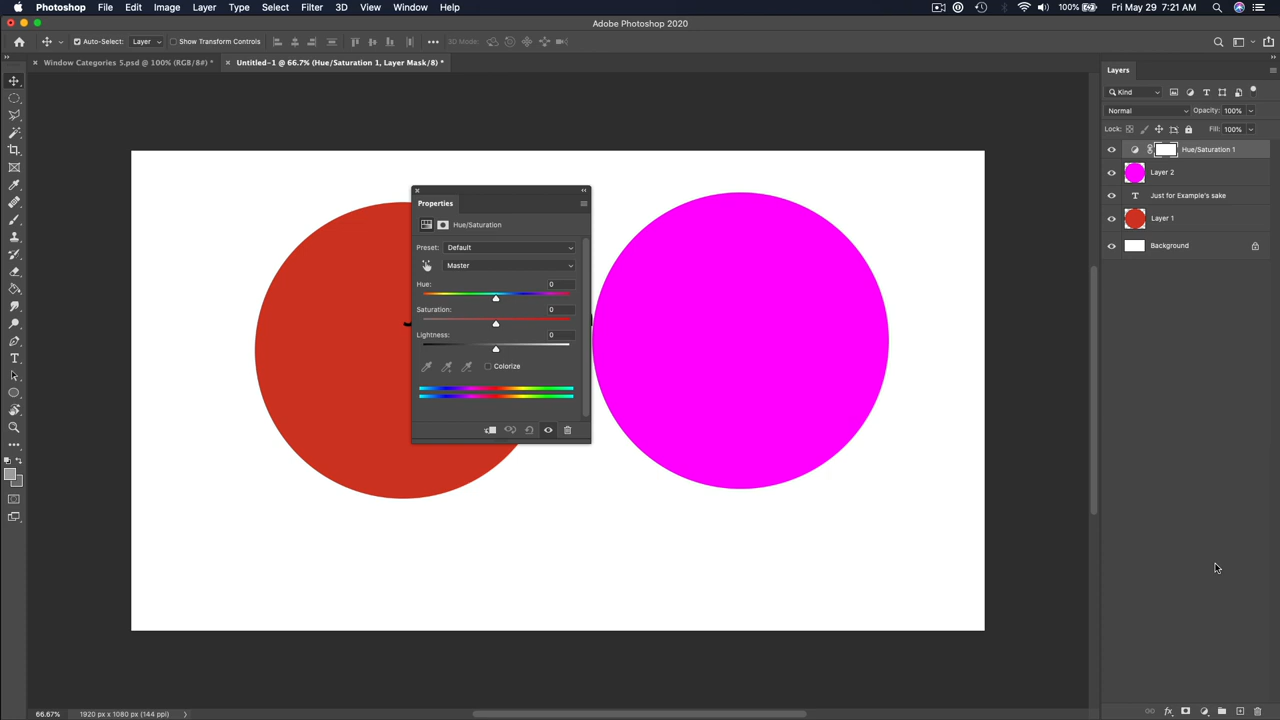 Photoshop File Edit Image Layer Type Select Filter 3D View Window Help 100% Fri May 29 7:21 AM
Adobe Photoshop 2020
Auto-Select: Layer Show Transform Controls 3D Mode:
Window Categories 5.psd @ 100% (RGB/8#) * Untitled-1 @ 66.7% (Hue/Saturation 1, Layer Mask/8) *
Layers
Kind
Normal Opacity: 100%
Lock: Fill: 100%
Hue/Saturation 1
Layer 2
Just for Example's sake
Layer 1
Background
Properties
Hue/Saturation
Preset: Default
Master
Hue: 0
Saturation: 0
Lightness: 0
Colorize
66.67% 1920 px x 1080 px (144 ppi)